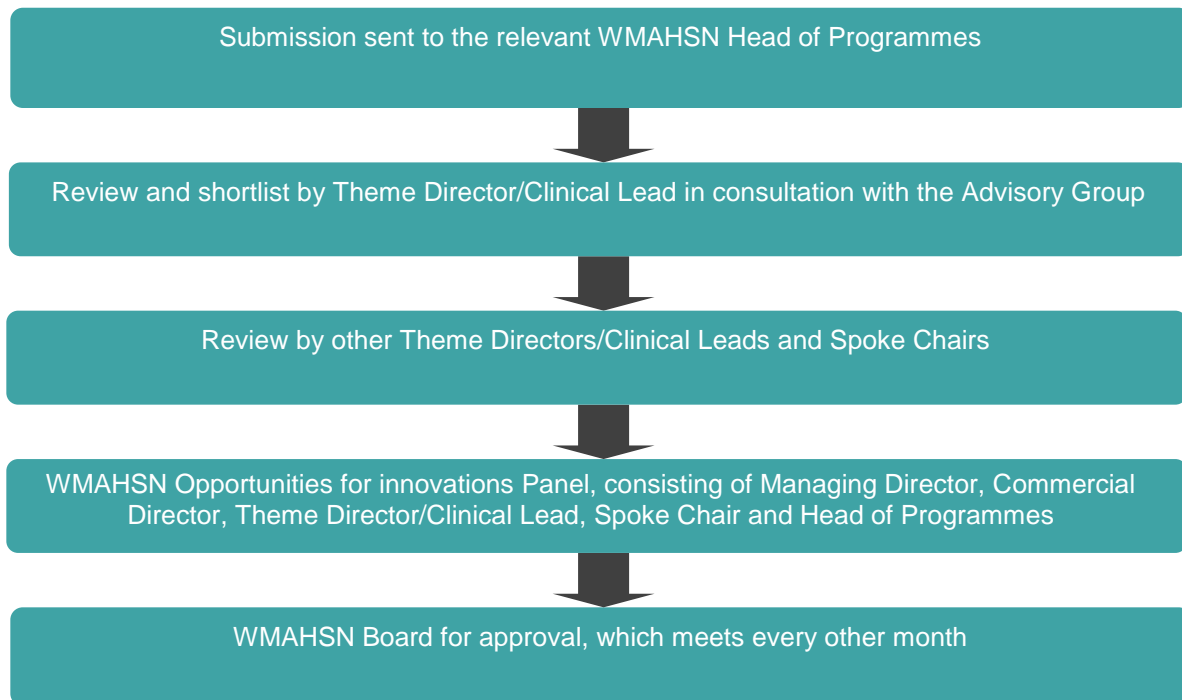 Submission sent to the relevant WMAHSN Head of Programmes
Review and shortlist by Theme Director/Clinical Lead in consultation with the Advisory Group
Review by other Theme Directors/Clinical Leads and Spoke Chairs
WMAHSN Opportunities for innovations Panel, consisting of Managing Director, Commercial
Director, Theme Director/Clinical Lead, Spoke Chair and Head of Programmes
WMAHSN Board for approval, which meets every other month